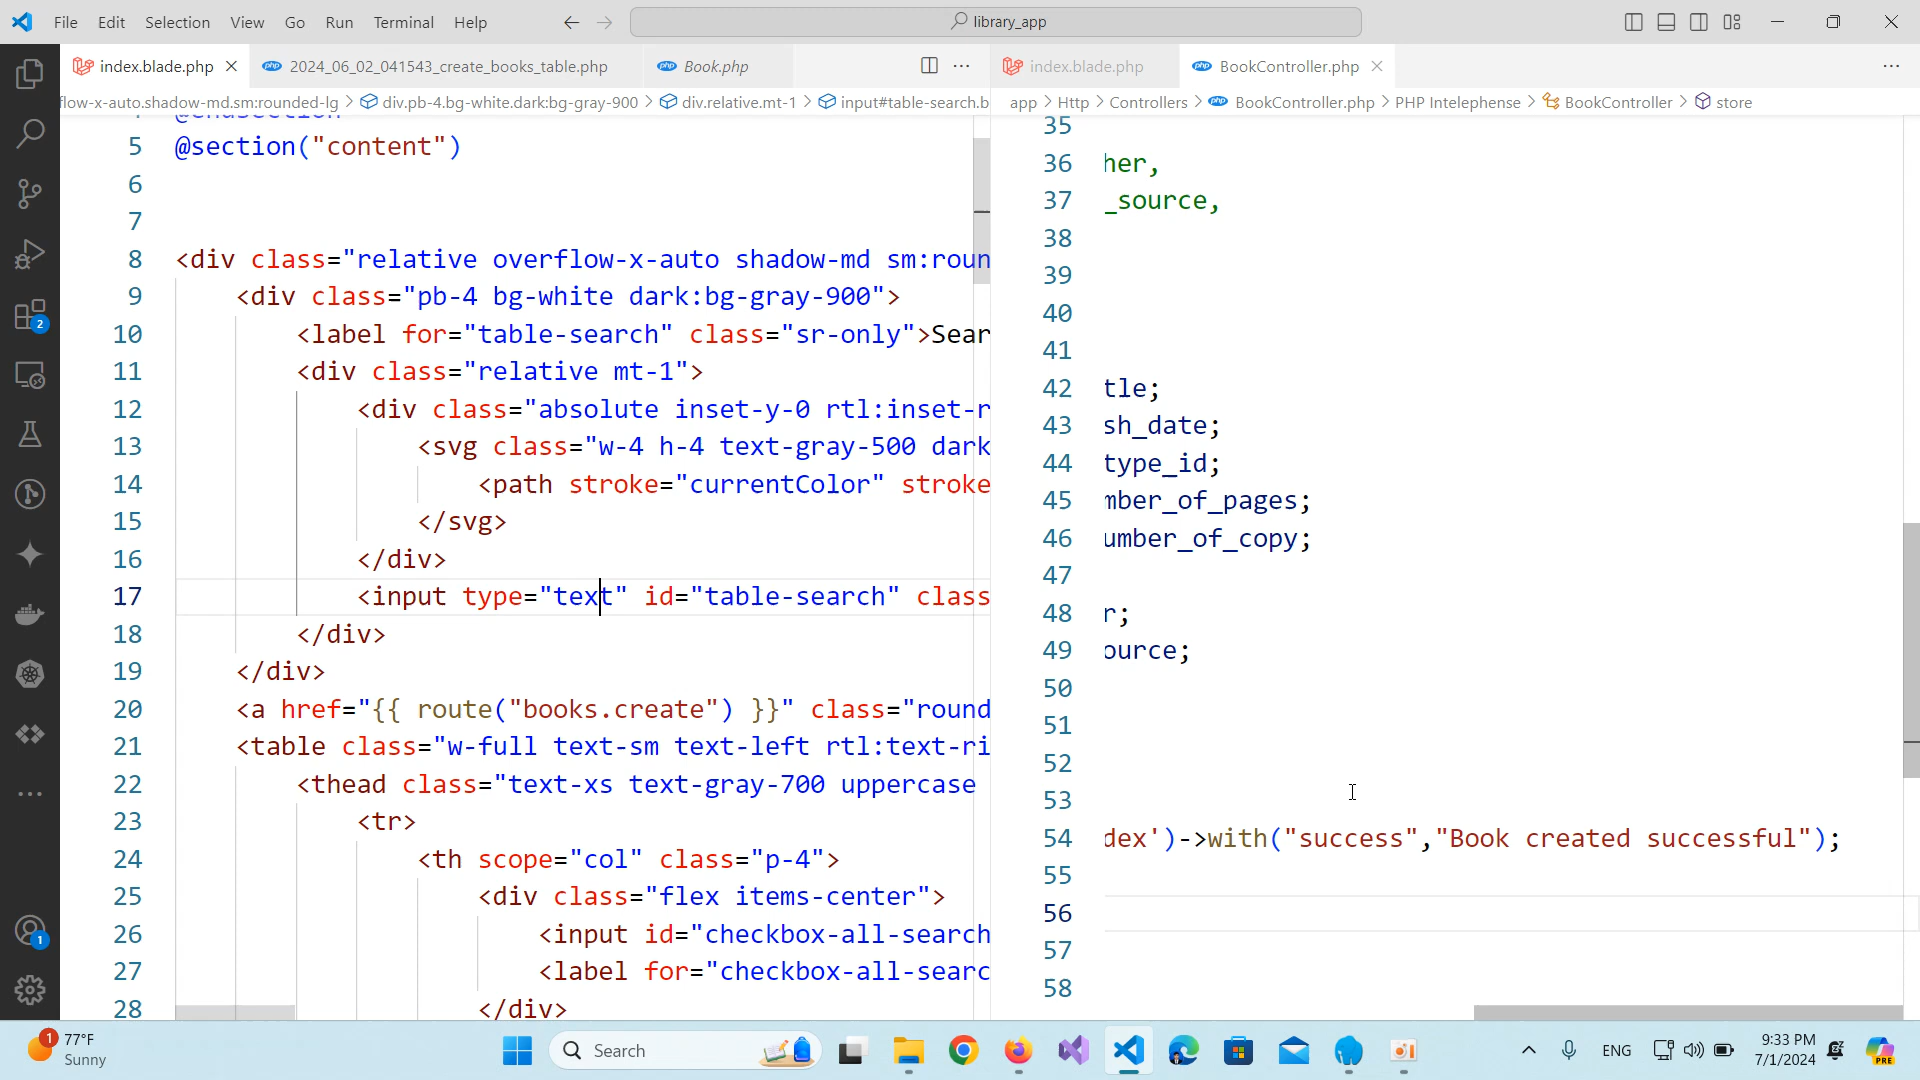 File Edit Selection View Go Run Terminal Help
library_app
index.blade.php
2024_06_02_041543_create_books_table.php
Book.php
index.blade.php
BookController.php
flow-x-auto.shadow-md.sm:rounded-lg > div.pb-4.bg-white.dark:bg-gray-900 > div.relative.mt-1 > input#table-search.b
app > Http > Controllers > BookController.php > PHP Intelephense > BookController > store
5 @section("content")
6
7
8 <div class="relative overflow-x-auto shadow-md sm:roun
9 <div class="pb-4 bg-white dark:bg-gray-900">
10 <label for="table-search" class="sr-only">Sear
11 <div class="relative mt-1">
12 <div class="absolute inset-y-0 rtl:inset-r
13 <svg class="w-4 h-4 text-gray-500 dark
14 <path stroke="currentColor" stroke
15 </svg>
16 </div>
17 <input type="text" id="table-search" class
18 </div>
19 </div>
20 <a href="{{ route("books.create") }}" class="round
21 <table class="w-full text-sm text-left rtl:text-ri
22 <thead class="text-xs text-gray-700 uppercase
23 <tr>
24 <th scope="col" class="p-4">
25 <div class="flex items-center">
26 <input id="checkbox-all-search
27 <label for="checkbox-all-searc
28 </div>
35
36 her,
37 _source,
38
39
40
41
42 tle;
43 sh_date;
44 type_id;
45 mber_of_pages;
46 umber_of_copy;
47
48 r;
49 ource;
50
51
52
53
54 dex')->with("success","Book created successful");
55
56
57
58
2
1
1
77°F
Sunny
Search
ENG
9:33 PM
7/1/2024
PRE